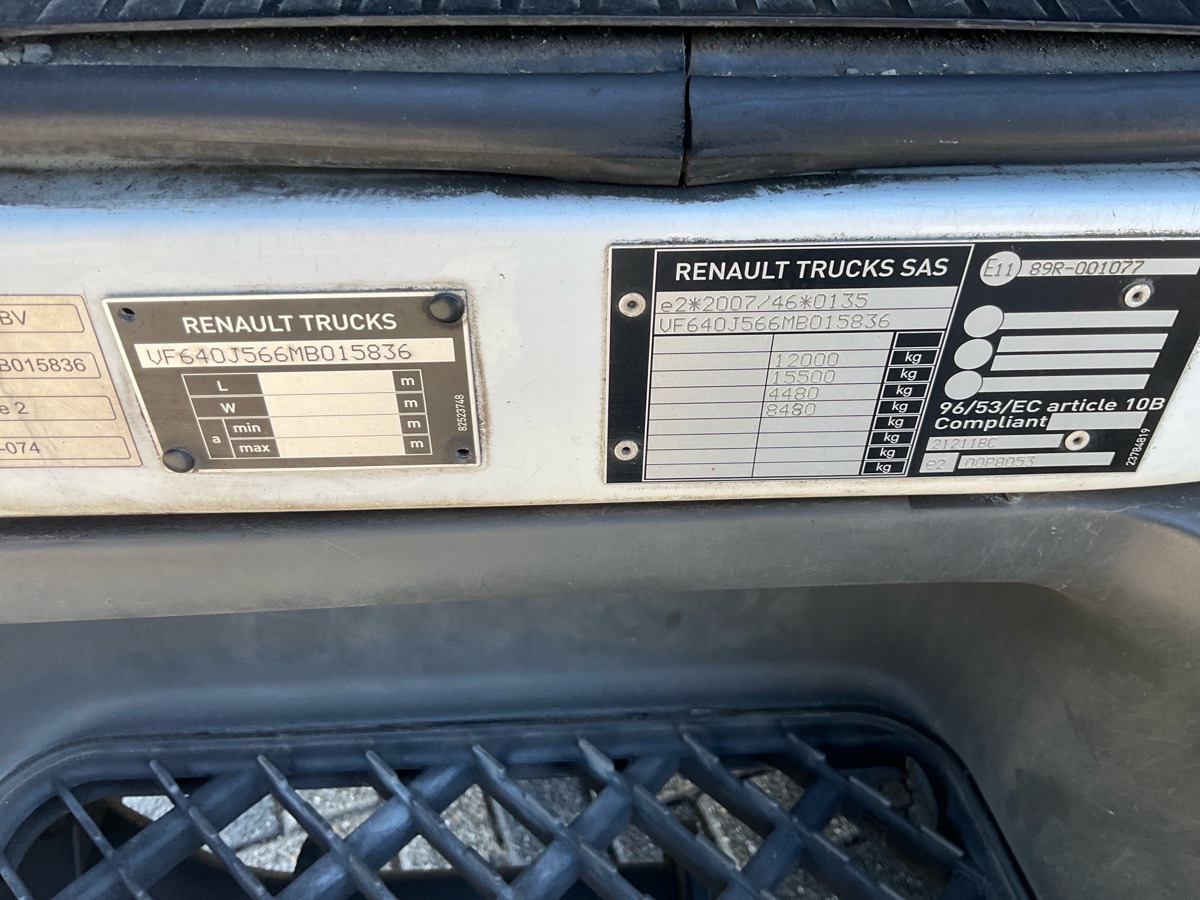 BV
B015836
e 2
-074
RENAULT TRUCKS
VF640J566MB015836
L m
W m
a min m
max m
82523748
RENAULT TRUCKS SAS
e2*2007/46*0135
VF640J566MB015836
12000 kg
15500 kg
4480 kg
8480 kg
kg
kg
kg
kg
E11 89R-001077
96/53/EC article 10B
Compliant
21211BC
e2 00P8053
23784819